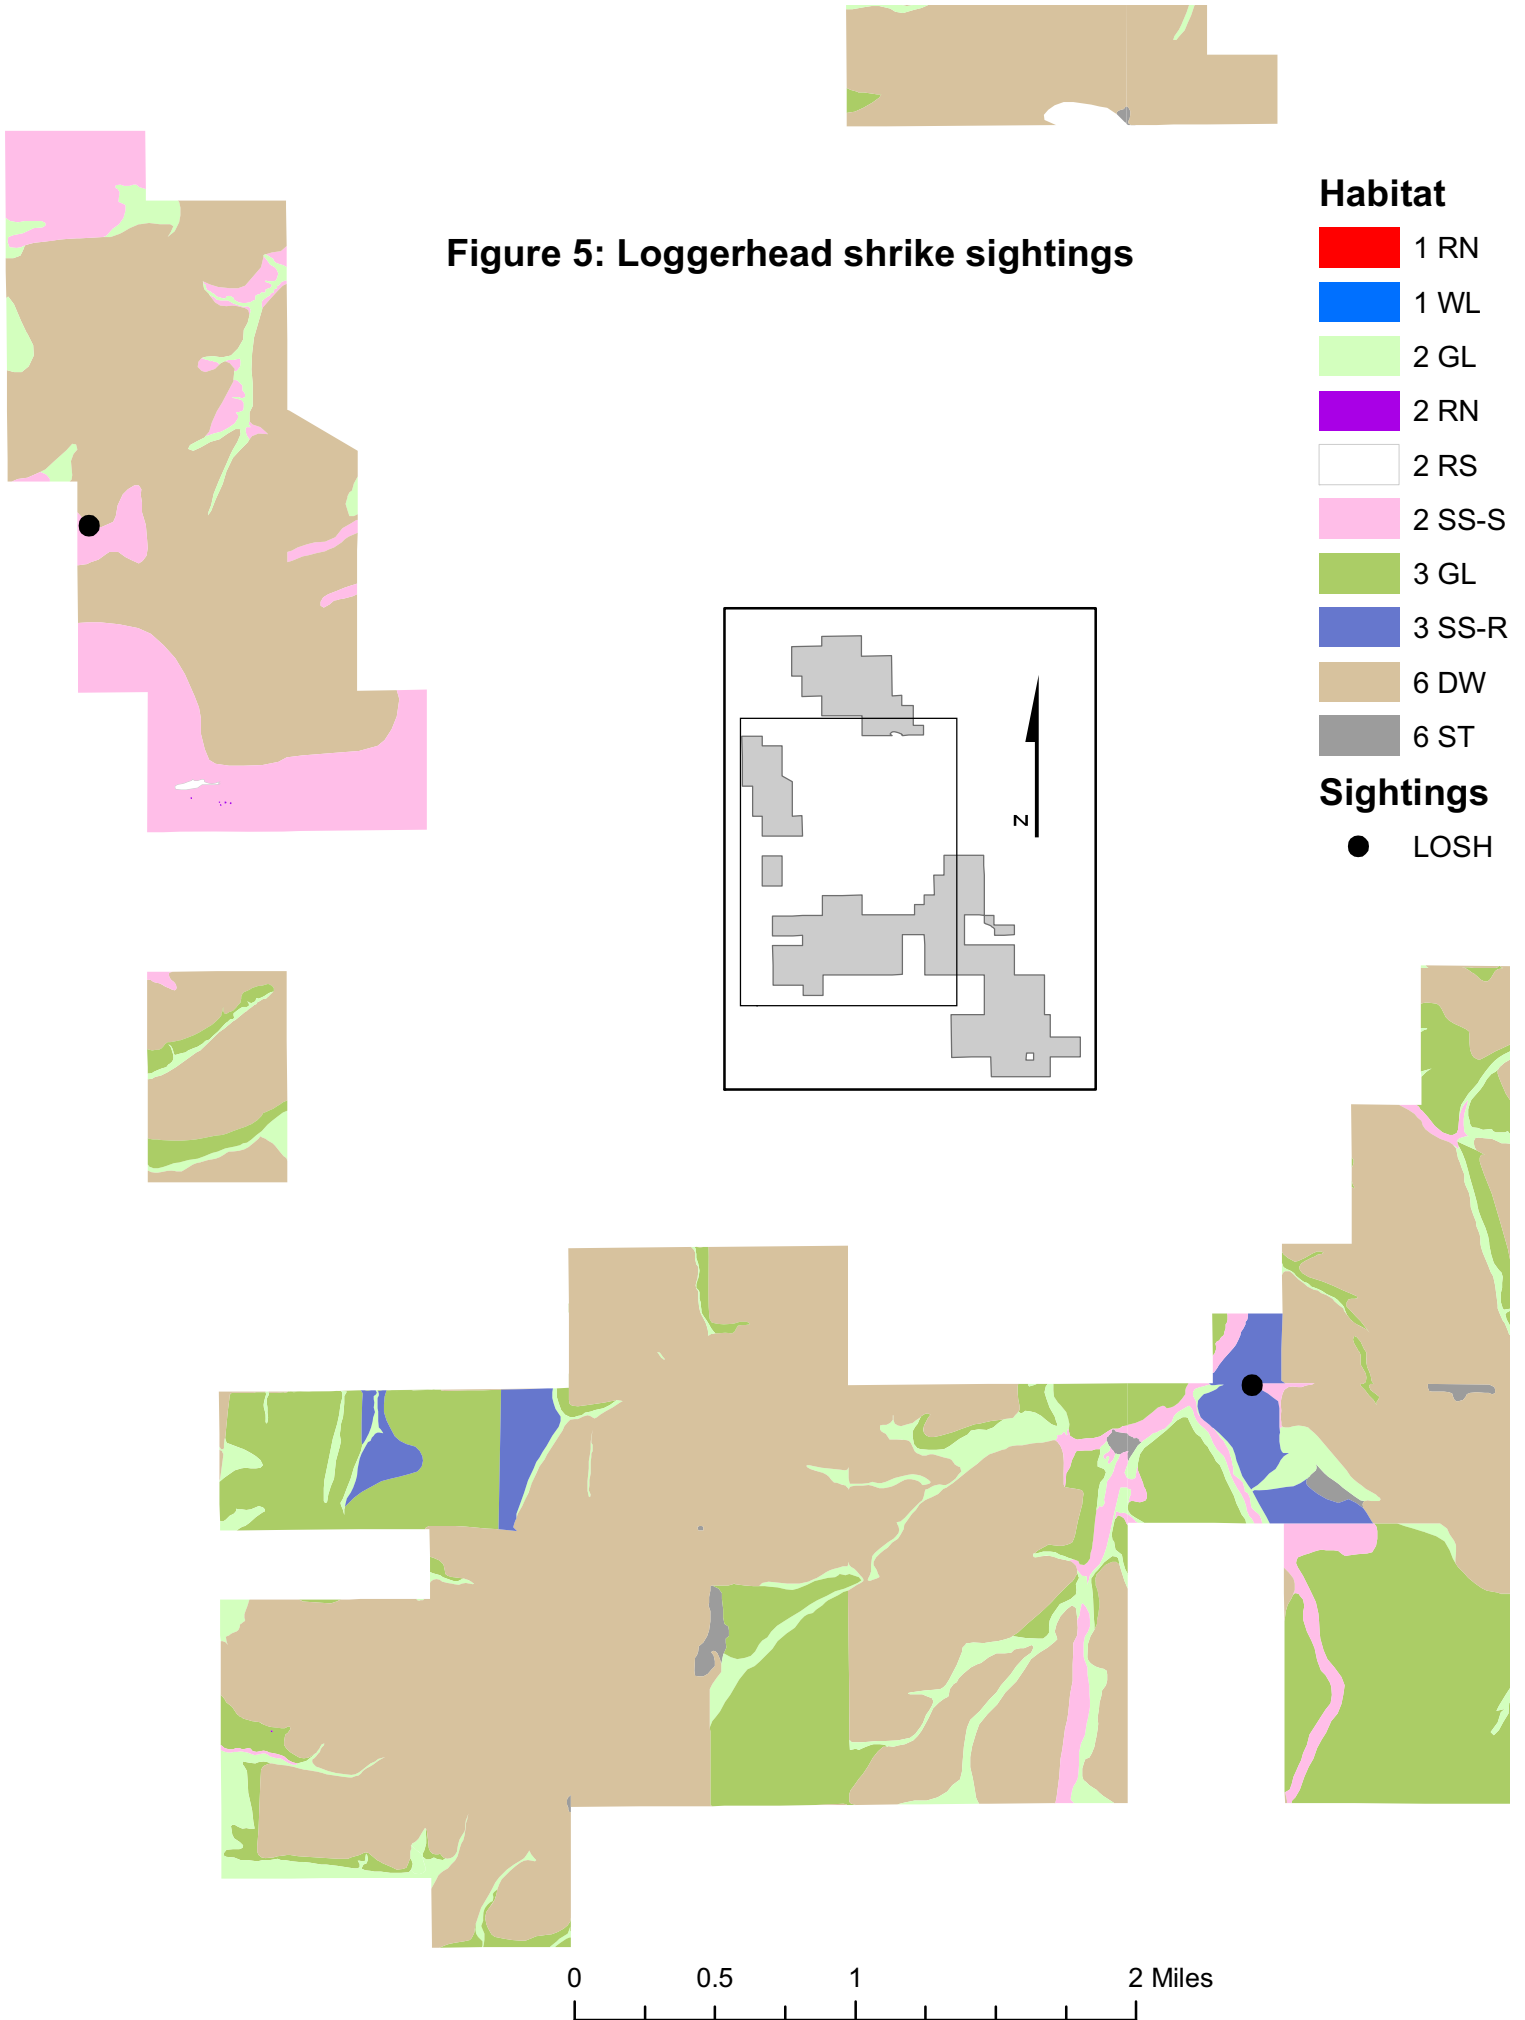 Figure 5: Loggerhead shrike sightings
Habitat
1 RN
1 WL
2 GL
2 RN
2 RS
2 SS-S
3 GL
3 SS-R
6 DW
6 ST
Sightings
LOSH
N
0 0.5 1 2 Miles